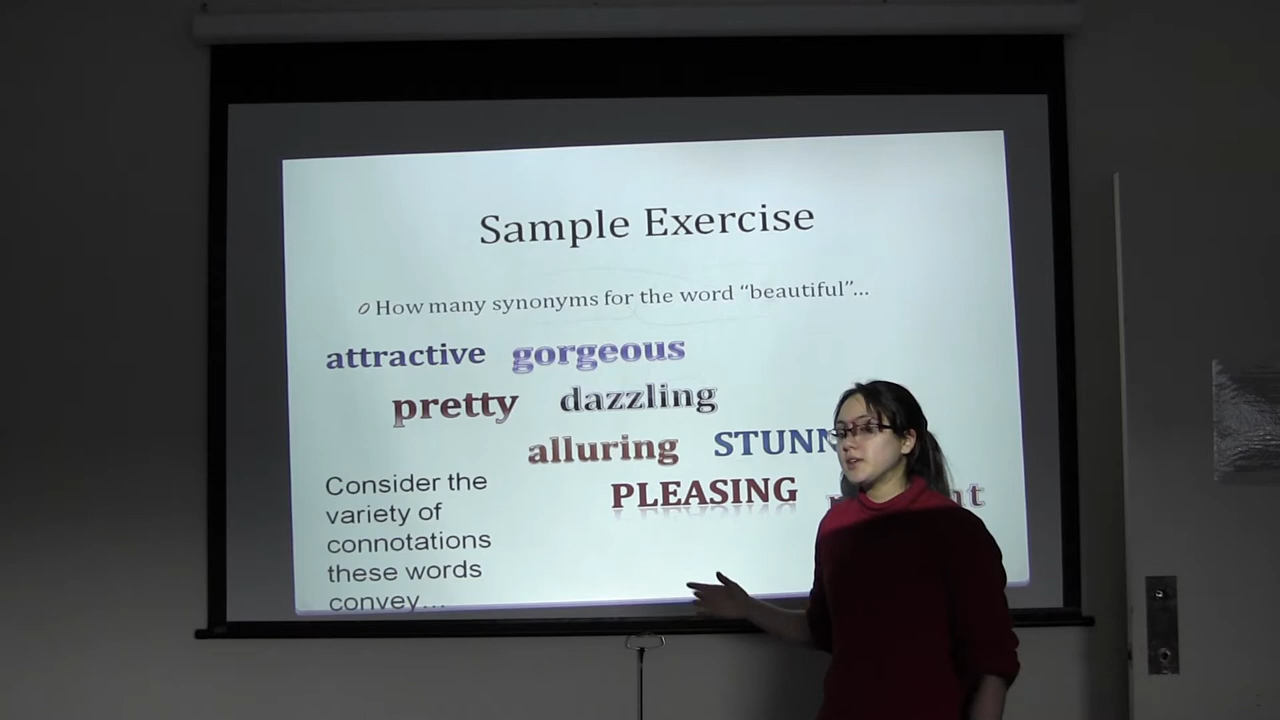 Sample Exercise
How many synonyms for the word “beautiful”...
attractive gorgeous
pretty dazzling
alluring STUNN
PLEASING
Consider the
variety of
connotations
these words
convey...